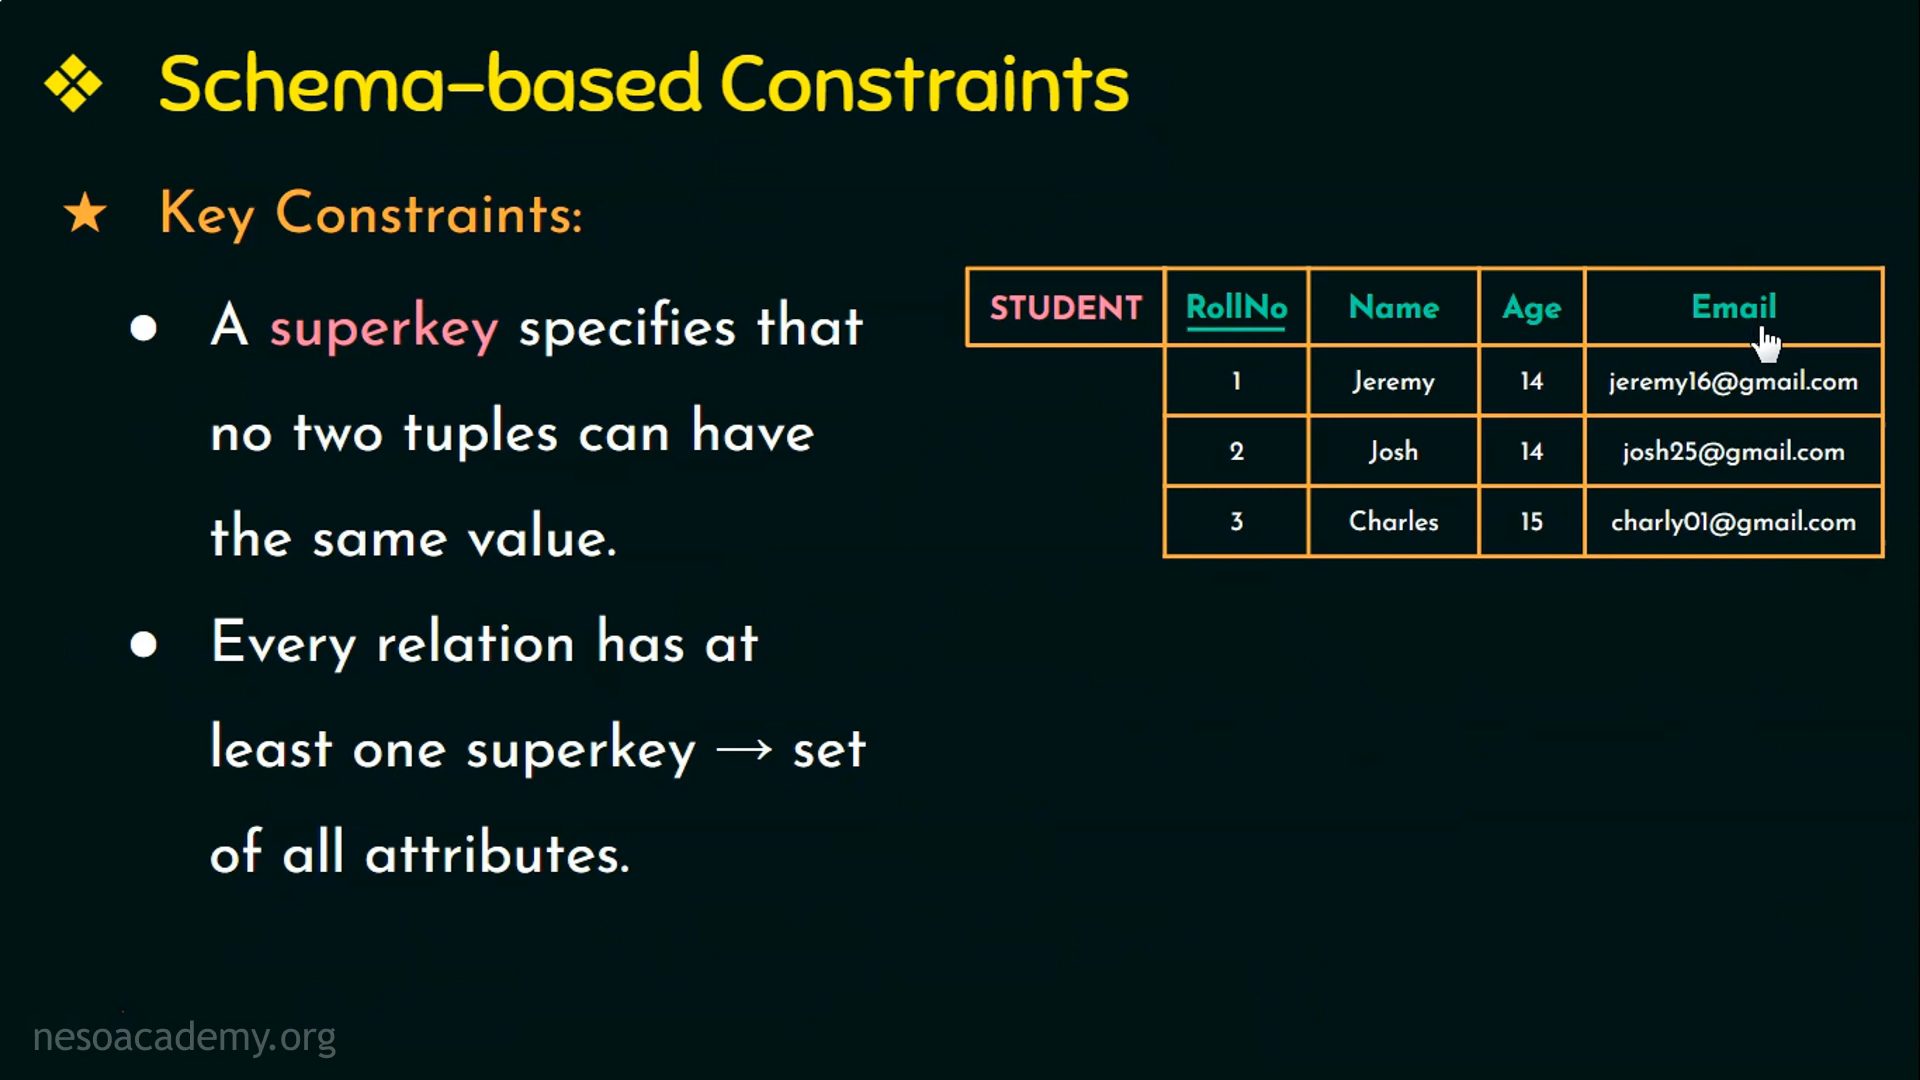 ❖ Schema-based Constraints
★ Key Constraints:
● A superkey specifies that
no two tuples can have
the same value.
● Every relation has at
least one superkey → set
of all attributes.
STUDENT RollNo Name Age Email
1 Jeremy 14 jeremy16@gmail.com
2 Josh 14 josh25@gmail.com
3 Charles 15 charly01@gmail.com
nesoacademy.org